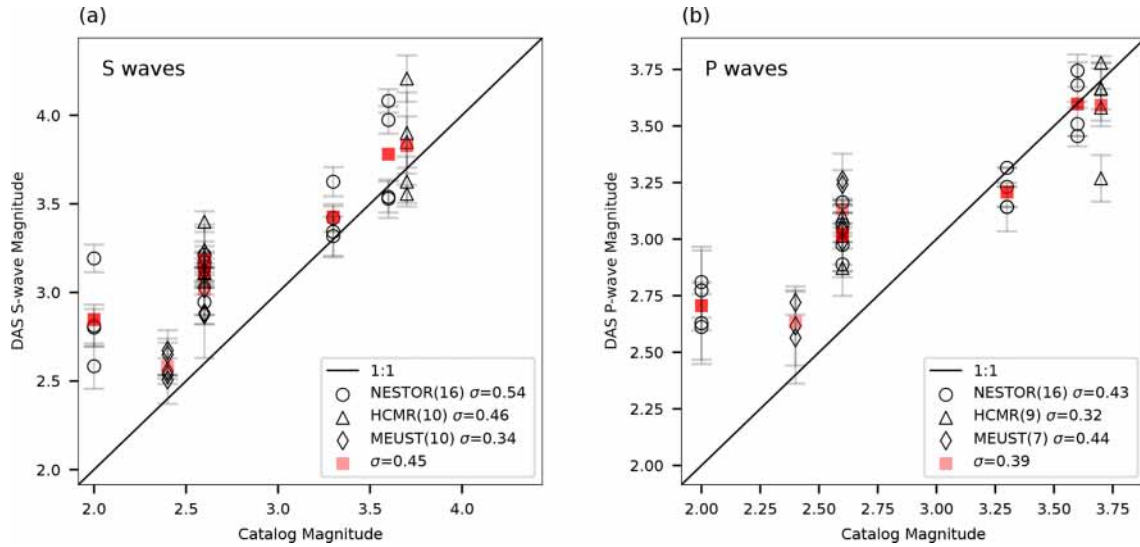 (a)
S waves
4.0
3.5
3.0
2.5
2.0
DAS S-wave Magnitude
2.0 2.5 3.0 3.5 4.0
Catalog Magnitude
1:1
NESTOR(16) σ=0.54
HCMR(10) σ=0.46
MEUST(10) σ=0.34
σ=0.45
(b)
P waves
3.75
3.50
3.25
3.00
2.75
2.50
2.25
2.00
DAS P-wave Magnitude
2.00 2.25 2.50 2.75 3.00 3.25 3.50 3.75
Catalog Magnitude
1:1
NESTOR(16) σ=0.43
HCMR(9) σ=0.32
MEUST(7) σ=0.44
σ=0.39